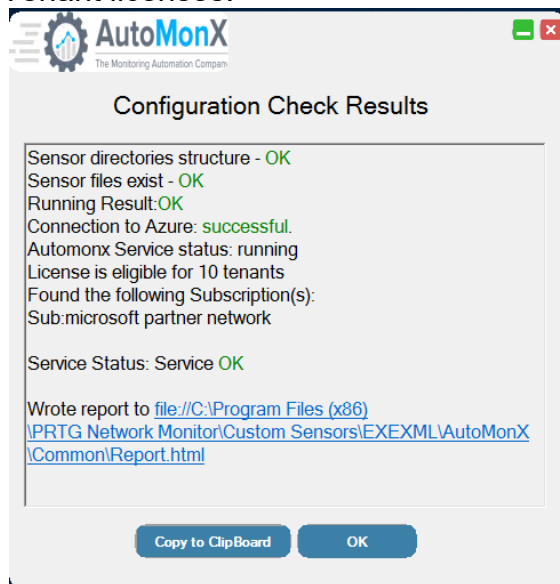 Tenant licenses.
AutoMonX
The Monitoring Automation Company
Configuration Check Results
Sensor directories structure - OK
Sensor files exist - OK
Running Result:OK
Connection to Azure: successful.
Automonx Service status: running
License is eligible for 10 tenants
Found the following Subscription(s):
Sub:microsoft partner network
Service Status: Service OK
Wrote report to file://C:\Program Files (x86)
\PRTG Network Monitor\Custom Sensors\EXEXML\AutoMonX
\Common\Report.html
Copy to ClipBoard
OK